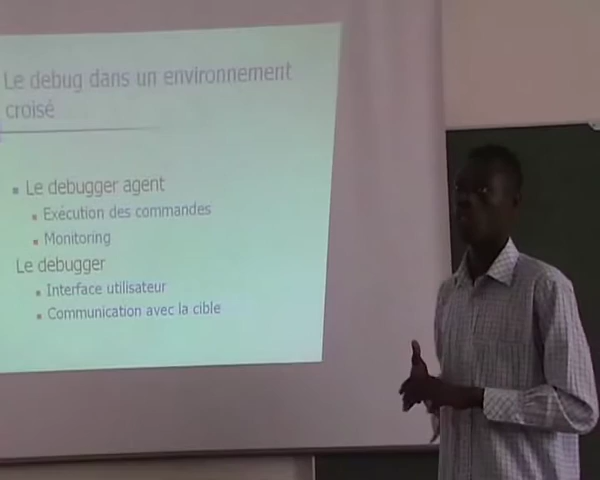 Le debug dans un environnement
croisé
Le debugger agent
Exécution des commandes
Monitoring
Le debugger
Interface utilisateur
Communication avec la cible